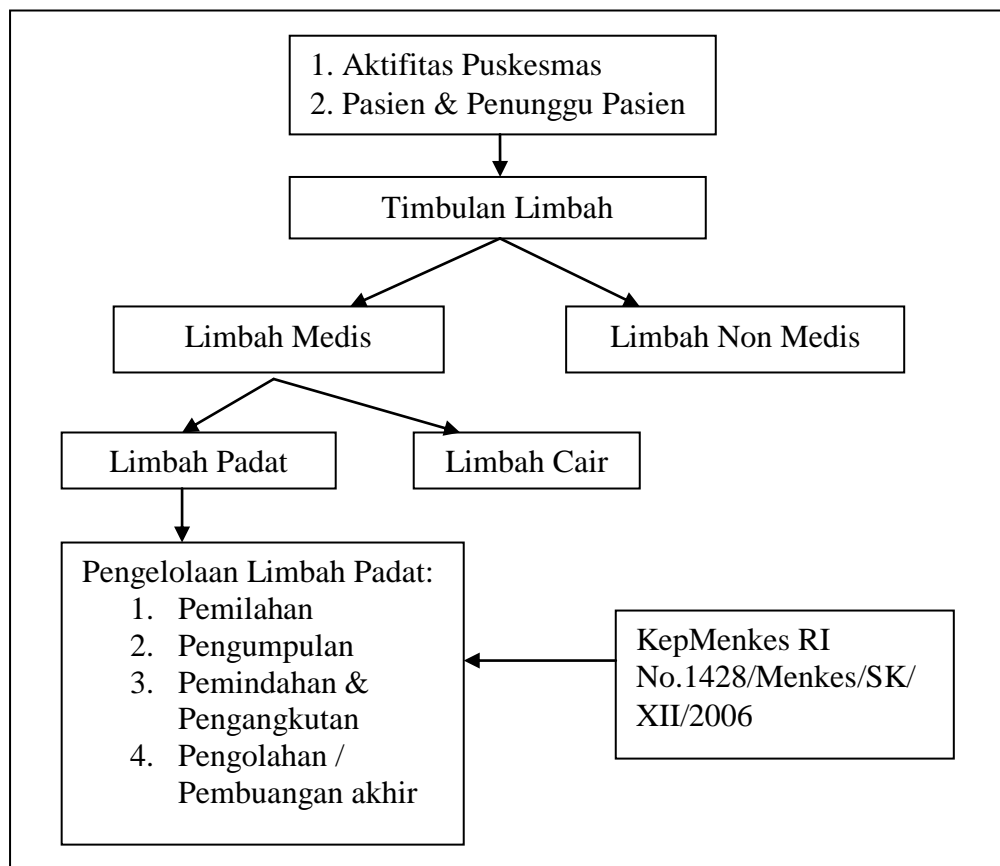 1. Aktifitas Puskesmas
2. Pasien & Penunggu Pasien
Timbulan Limbah
Limbah Medis
Limbah Non Medis
Limbah Padat
Limbah Cair
Pengelolaan Limbah Padat:
1. Pemilahan
2. Pengumpulan
3. Pemindahan &
Pengangkutan
4. Pengolahan /
Pembuangan akhir
KepMenkes RI
No.1428/Menkes/SK/
XII/2006